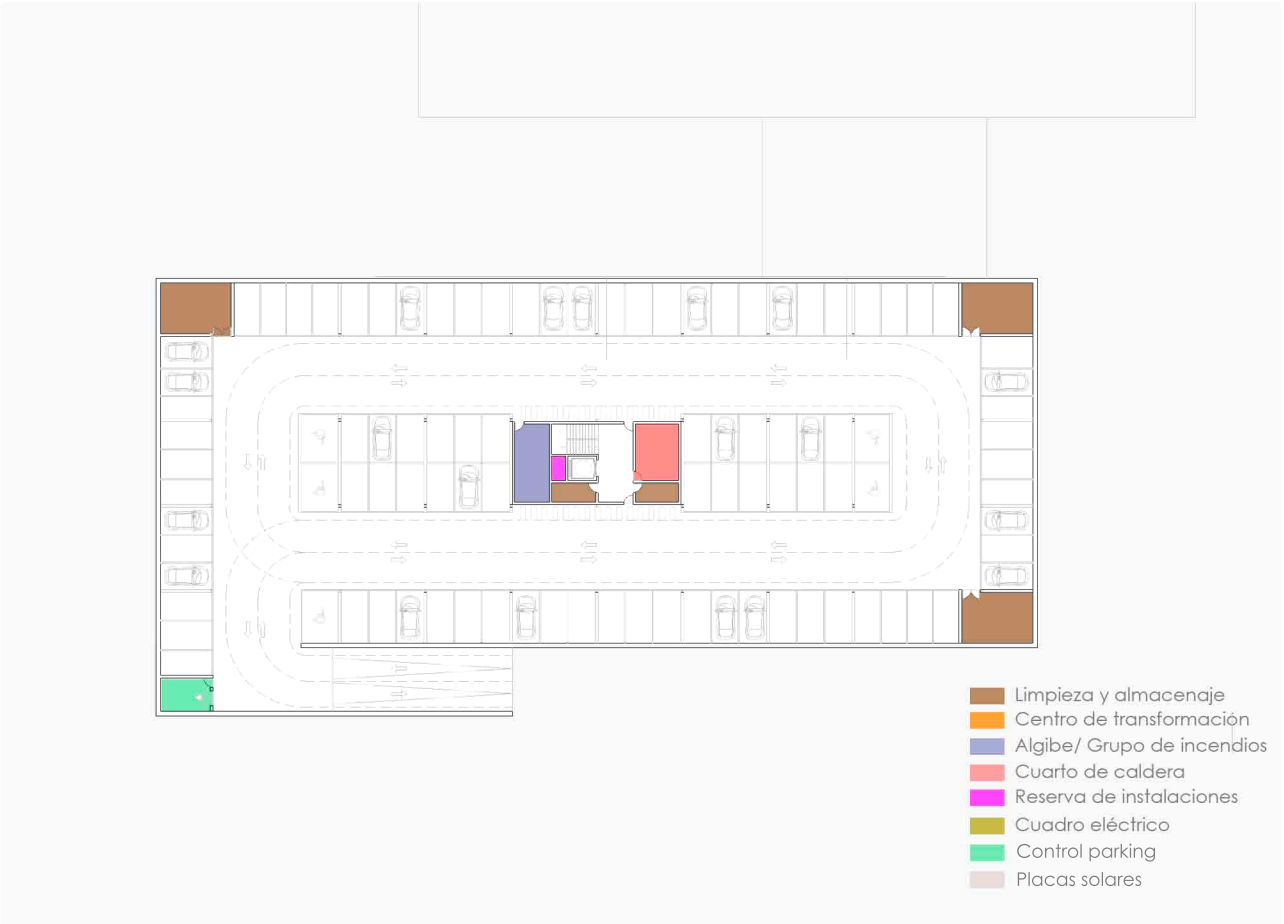 Limpieza y almacenaje
Centro de transformación
Algibe/ Grupo de incendios
Cuarto de caldera
Reserva de instalaciones
Cuadro eléctrico
Control parking
Placas solares